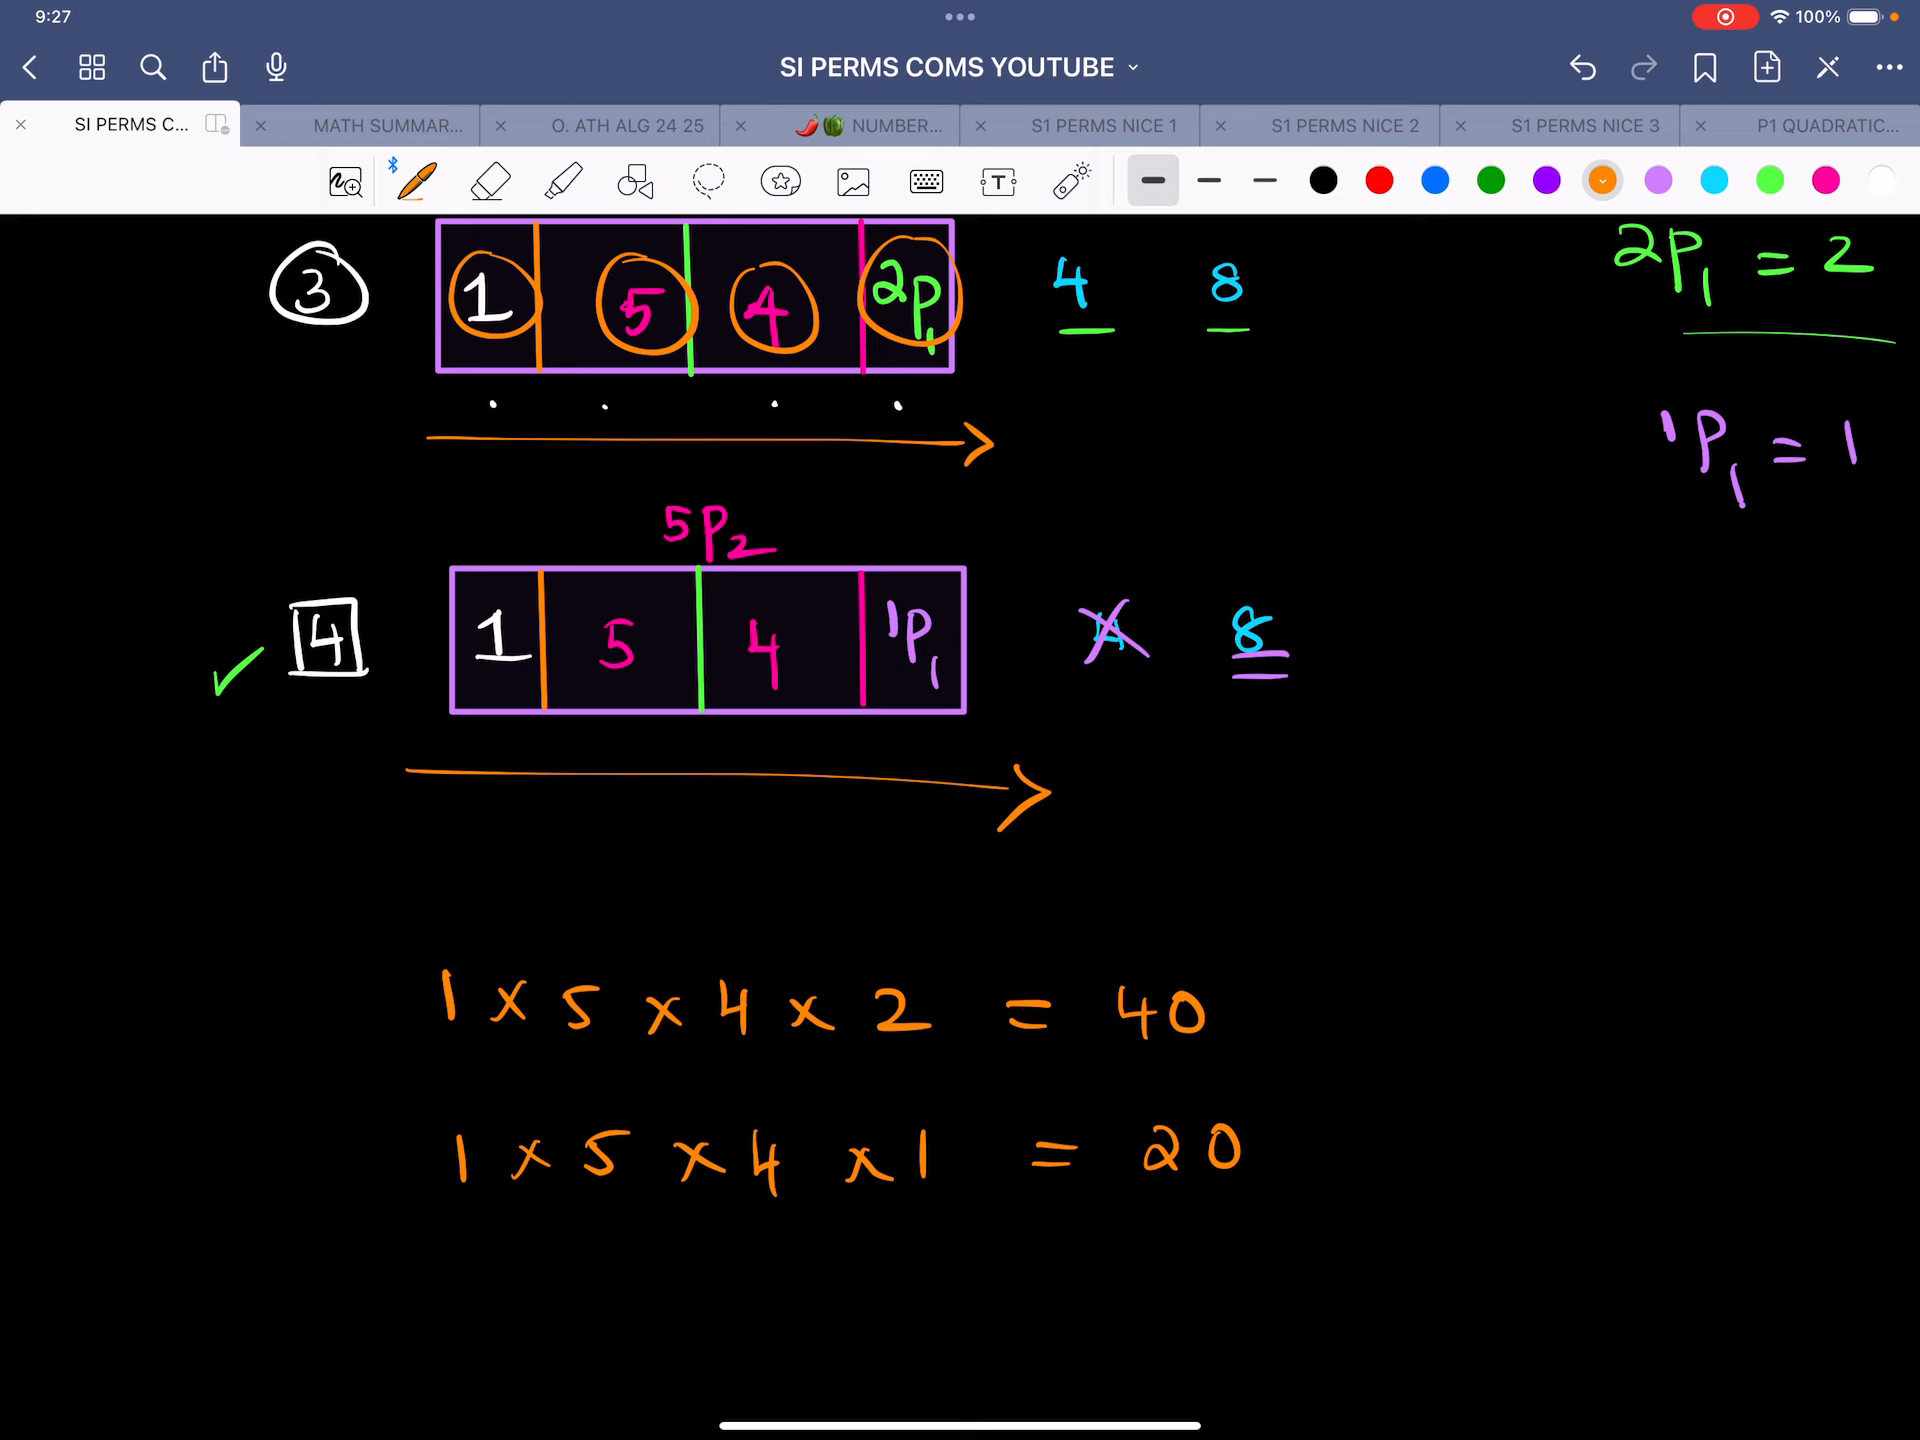 9:27
100%
SI PERMS COMS YOUTUBE
SI PERMS C...
MATH SUMMAR...
O. ATH ALG 24 25
🌶️🫑 NUMBER...
S1 PERMS NICE 1
S1 PERMS NICE 2
S1 PERMS NICE 3
P1 QUADRATIC...
3 1 5 4 2P1 4 8
2P1 = 2
1P1 = 1
5P2
4 1 5 4 1P1 4 8
1 x 5 x 4 x 2 = 40
1 x 5 x 4 x 1 = 20